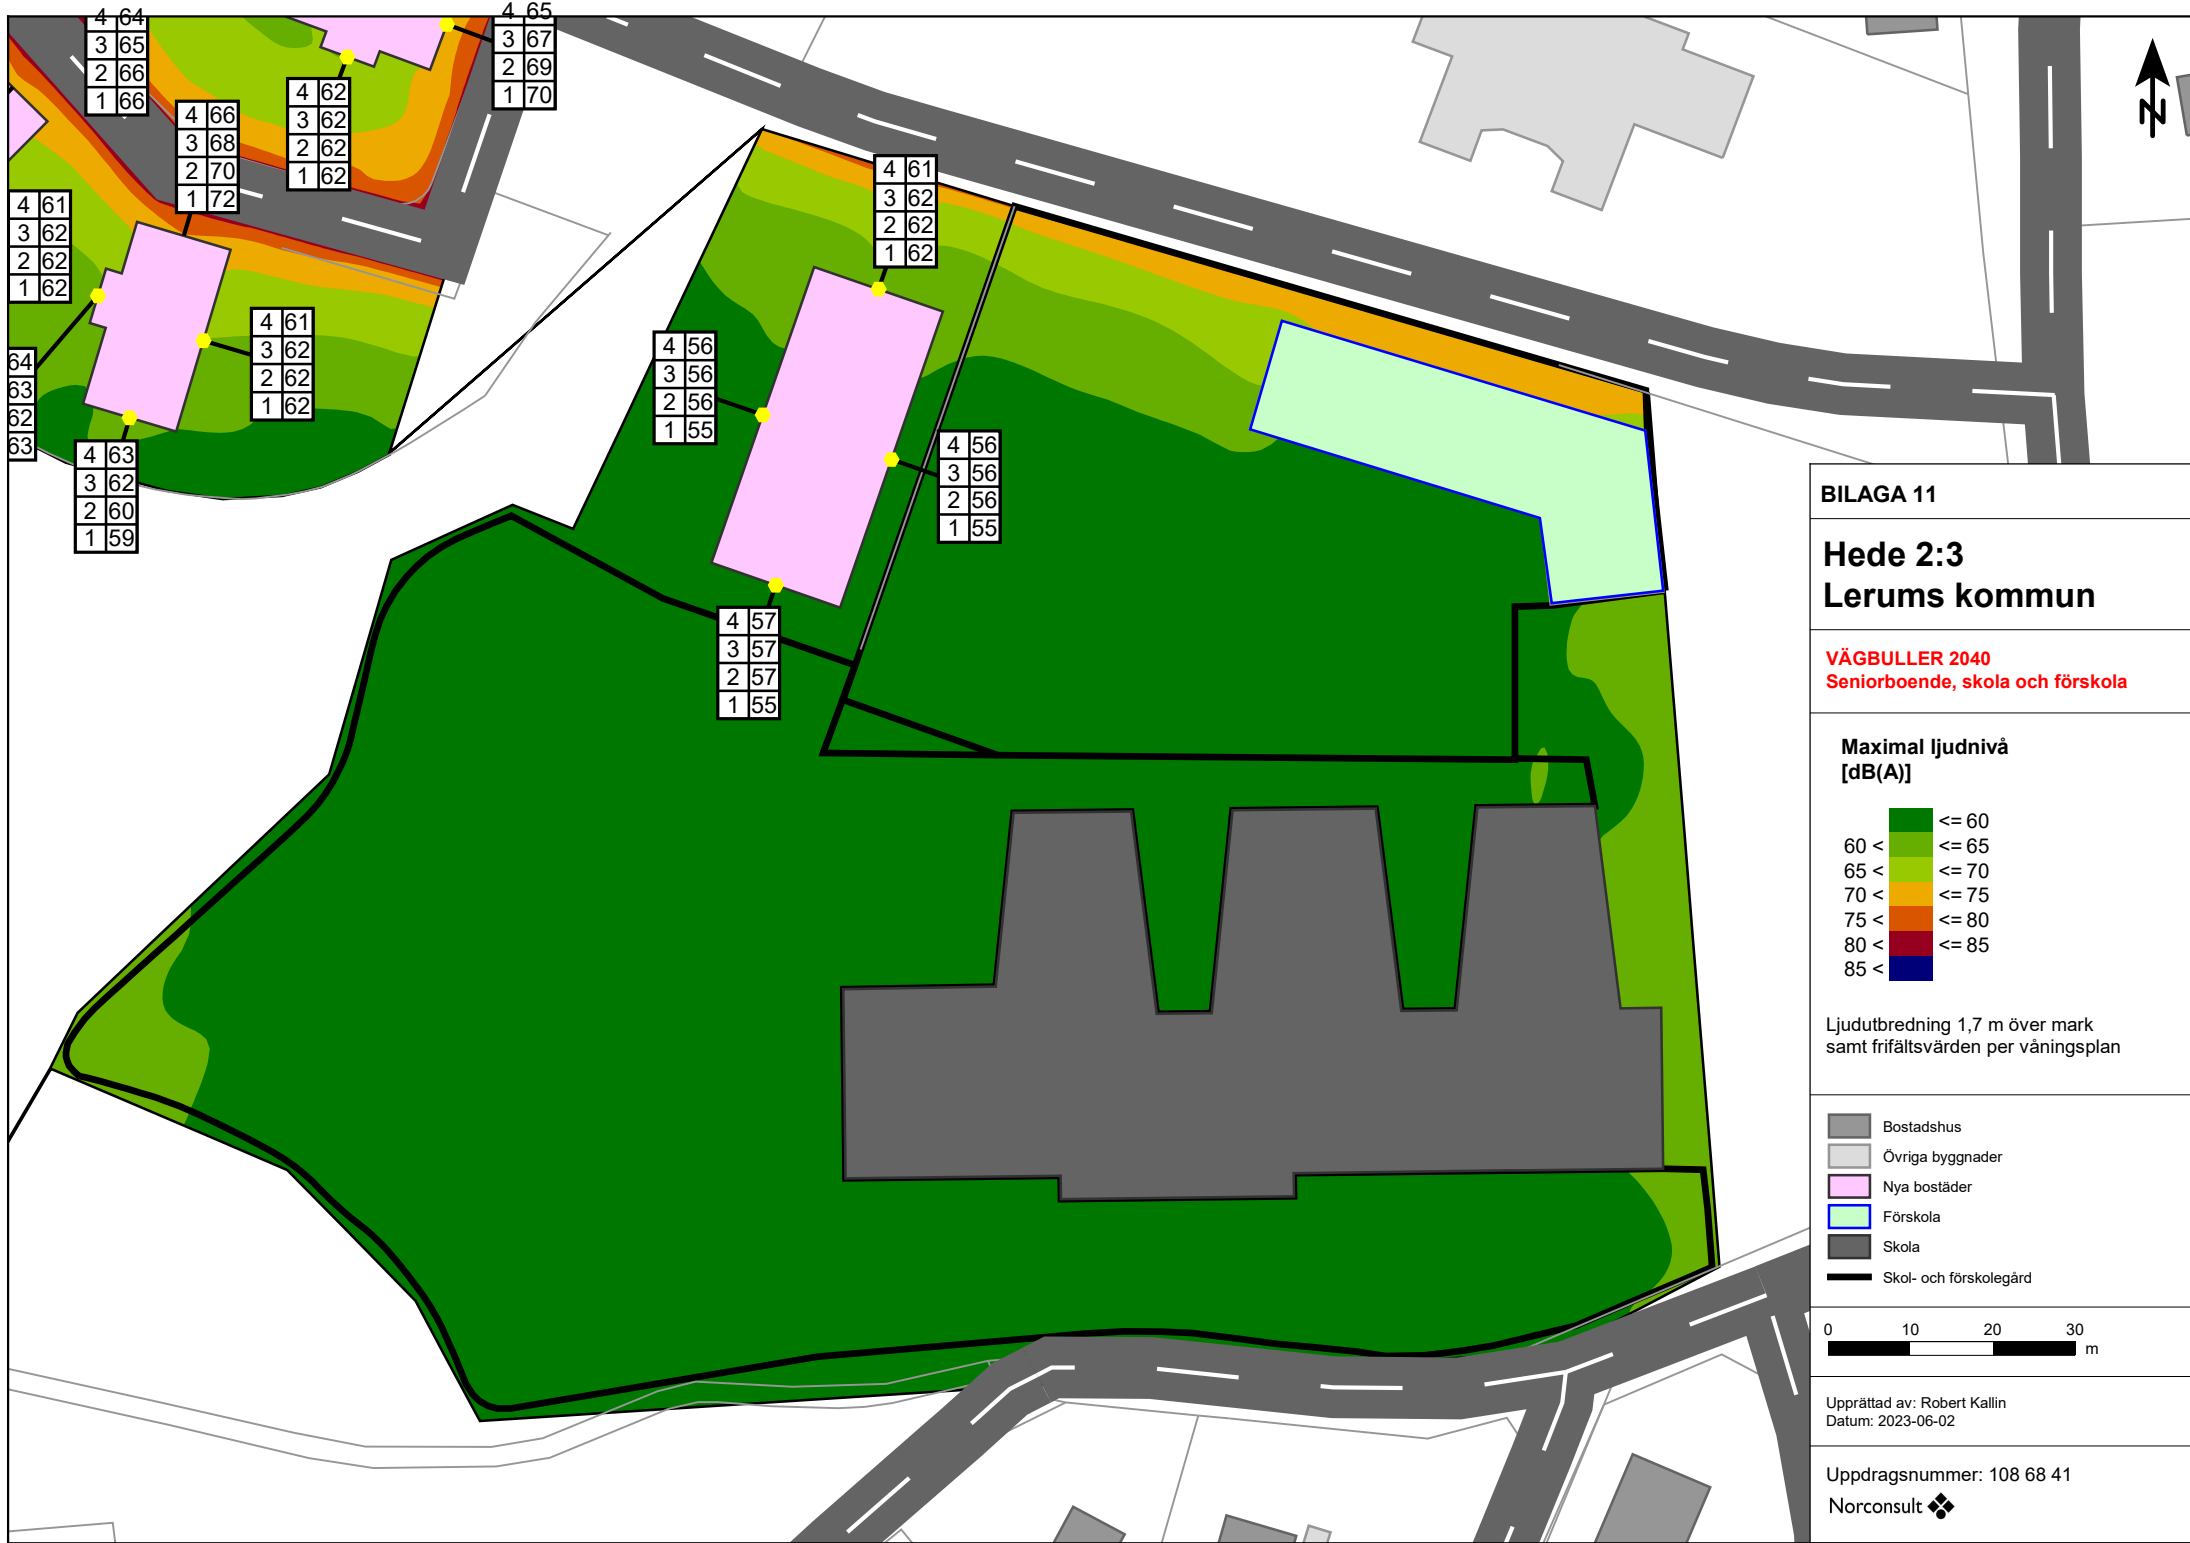 4 64
3 65
2 66
1 66
4 66
3 68
2 70
1 72
4 62
3 62
2 62
1 62
4 65
3 67
2 69
1 70
4 61
3 62
2 62
1 62
4 61
3 62
2 62
1 62
64
63
62
63
4 61
3 62
2 62
1 62
4 63
3 62
2 60
1 59
4 56
3 56
2 56
1 55
4 56
3 56
2 56
1 55
4 57
3 57
2 57
1 55
N
BILAGA 11
Hede 2:3
Lerums kommun
VÄGBULLER 2040
Seniorboende, skola och förskola
Maximal ljudnivå
[dB(A)]
<= 60
60 < <= 65
65 < <= 70
70 < <= 75
75 < <= 80
80 < <= 85
85 <
Ljudutbredning 1,7 m över mark
samt frifältsvärden per våningsplan
Bostadshus
Övriga byggnader
Nya bostäder
Förskola
Skola
Skol- och förskolegård
0 10 20 30
m
Upprättad av: Robert Kallin
Datum: 2023-06-02
Uppdragsnummer: 108 68 41
Norconsult